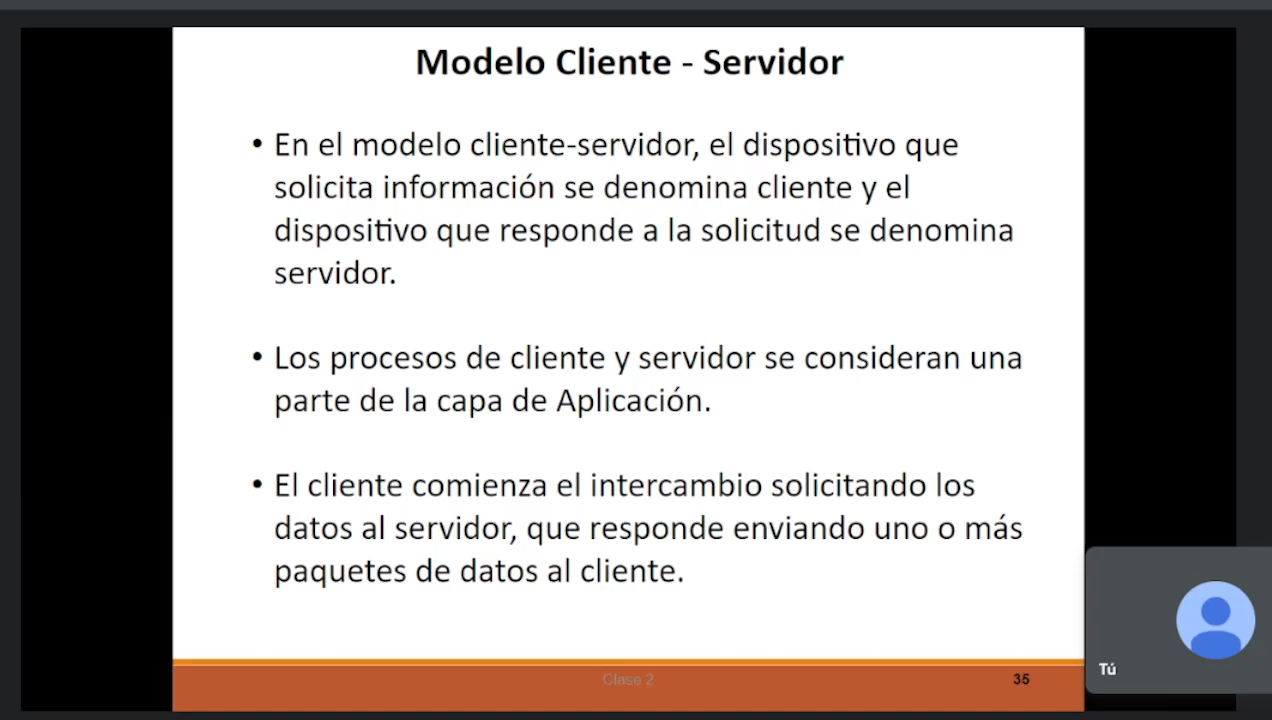 Modelo Cliente - Servidor
• En el modelo cliente-servidor, el dispositivo que
solicita información se denomina cliente y el
dispositivo que responde a la solicitud se denomina
servidor.
• Los procesos de cliente y servidor se consideran una
parte de la capa de Aplicación.
• El cliente comienza el intercambio solicitando los
datos al servidor, que responde enviando uno o más
paquetes de datos al cliente.
Clase 2
35
Tú